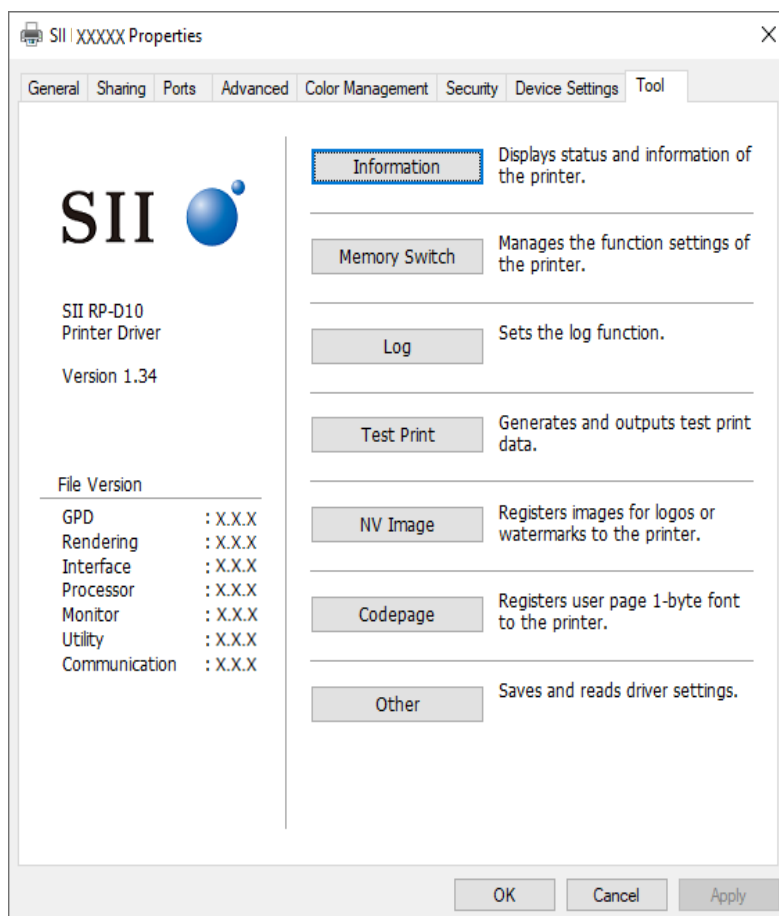 SII XXXXX Properties
General Sharing Ports Advanced Color Management Security Device Settings Tool
SII
SII RP-D10
Printer Driver
Version 1.34
File Version
GPD : X.X.X
Rendering : X.X.X
Interface : X.X.X
Processor : X.X.X
Monitor : X.X.X
Utility : X.X.X
Communication : X.X.X
Information
Displays status and information of
the printer.
Memory Switch
Manages the function settings of
the printer.
Log
Sets the log function.
Test Print
Generates and outputs test print
data.
NV Image
Registers images for logos or
watermarks to the printer.
Codepage
Registers user page 1-byte font
to the printer.
Other
Saves and reads driver settings.
OK Cancel Apply